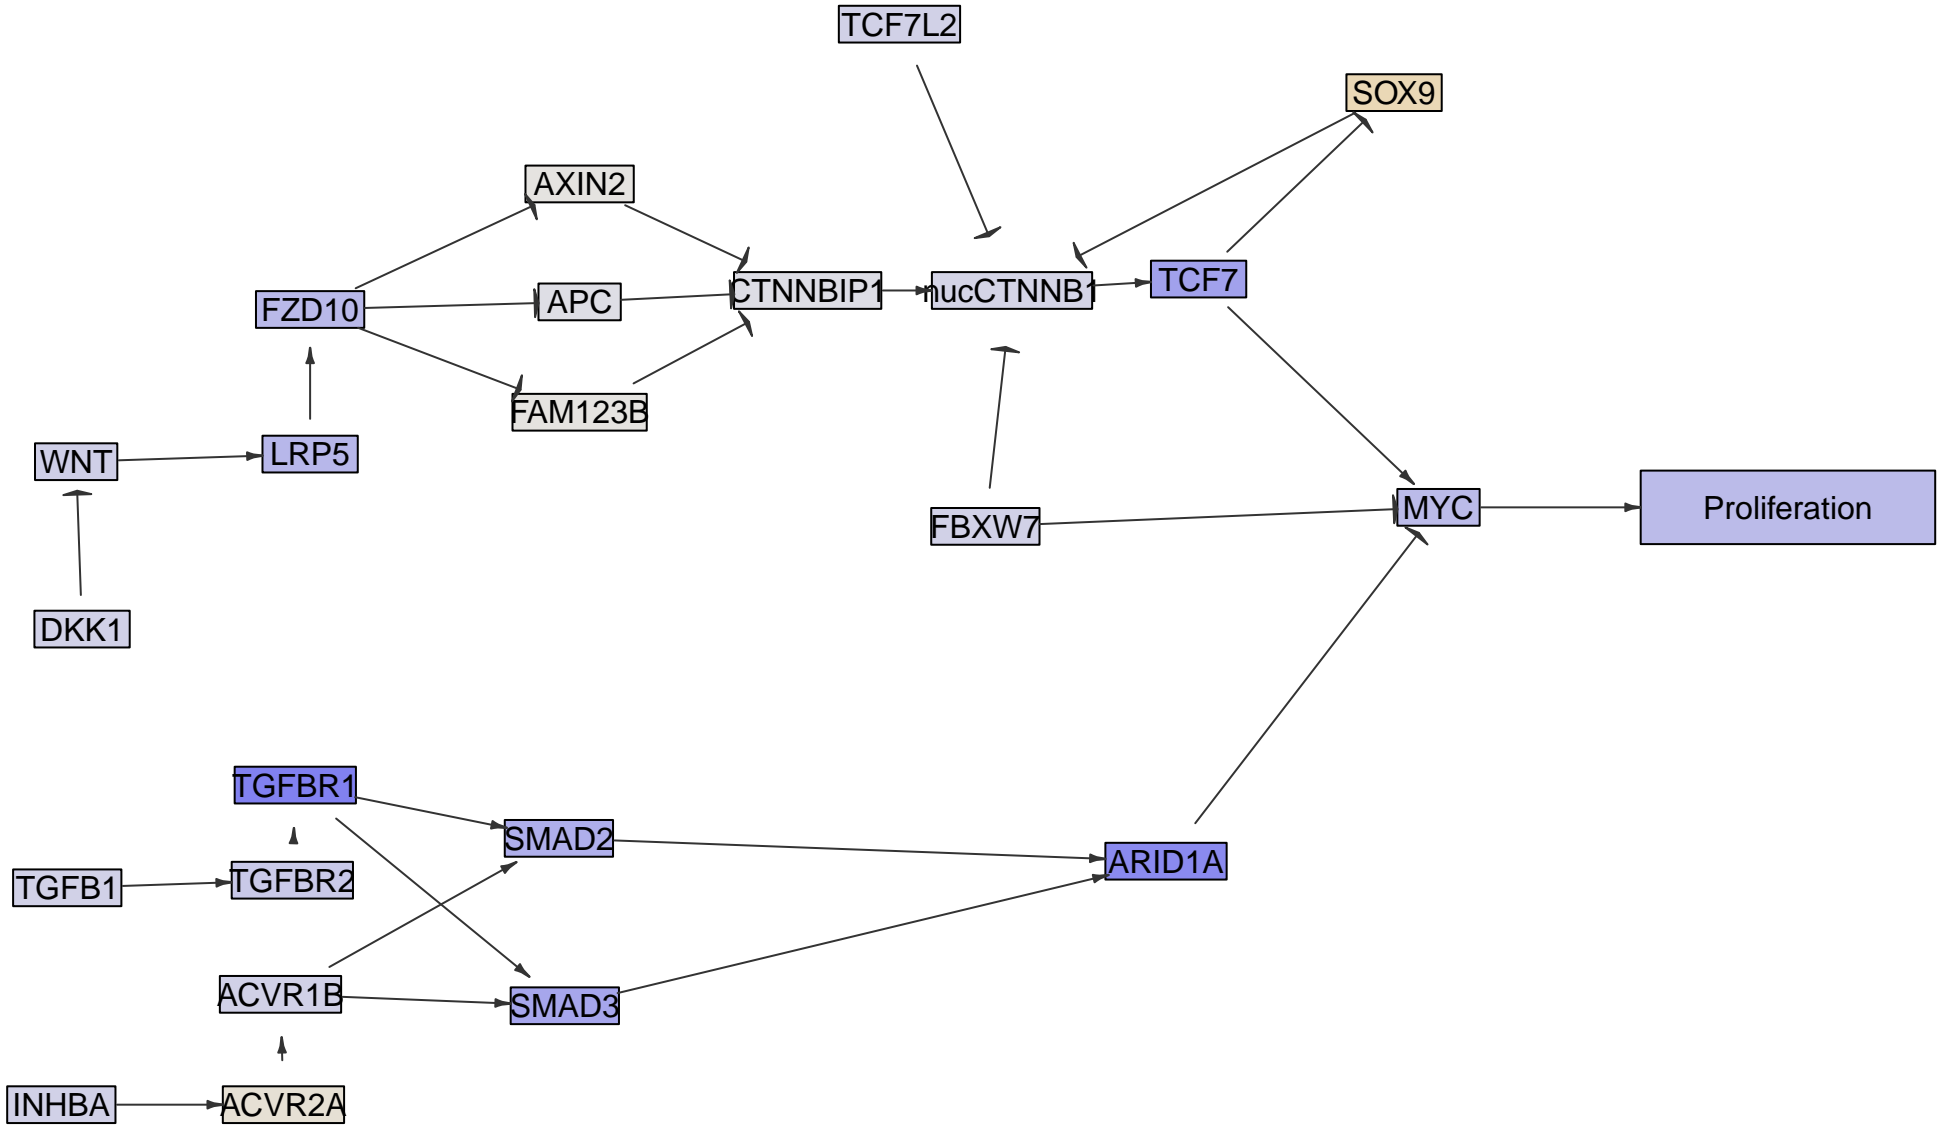 TCF7L2
SOX9
AXIN2
FZD10
APC
CTNNBIP1
nucCTNNB1
TCF7
FAM123B
WNT
LRP5
FBXW7
MYC
Proliferation
DKK1
TGFBR1
SMAD2
TGFB1
TGFBR2
ARID1A
ACVR1B
SMAD3
INHBA
ACVR2A